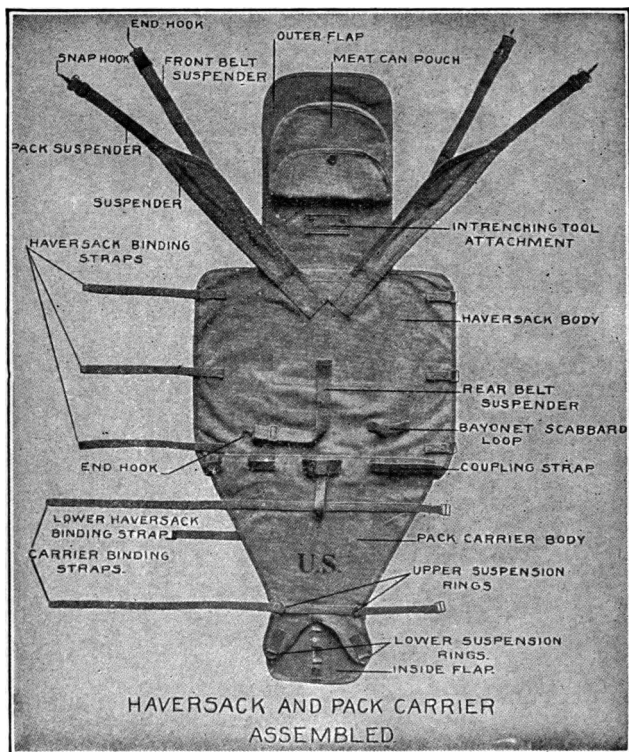 END-HOOK
OUTER FLAP
SNAP HOOK
FRONT BELT
SUSPENDER
MEAT CAN POUCH
PACK SUSPENDER
SUSPENDER
INTRENCHING TOOL
ATTACHMENT
HAVERSACK BINDING
STRAPS
HAVERSACK BODY
REAR BELT
SUSPENDER
BAYONET SCABBARD
LOOP
END HOOK
COUPLING STRAP
LOWER HAVERSACK
BINDING STRAP
CARRIER BINDING
STRAPS.
PACK CARRIER BODY
U.S.
UPPER SUSPENSION
RINGS
LOWER SUSPENSION
RINGS.
INSIDE FLAP.
HAVERSACK AND PACK CARRIER
ASSEMBLED